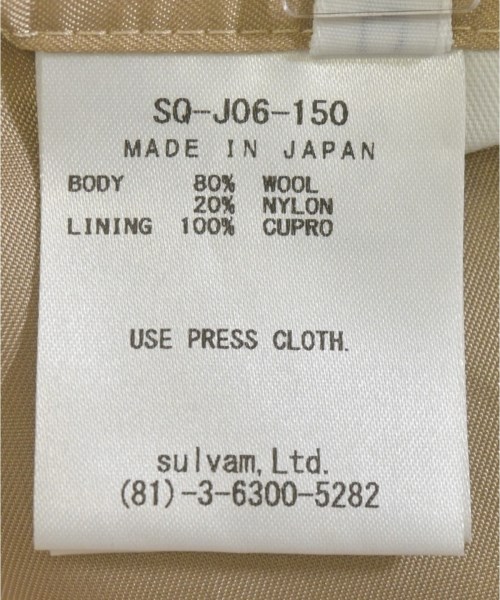 SQ-J06-150
MADE IN JAPAN
BODY 80% WOOL
20% NYLON
LINING 100% CUPRO
USE PRESS CLOTH.
sulvam, Ltd.
(81)-3-6300-5282